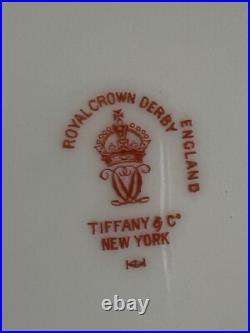 ROYAL CROWN DERBY
ENGLAND
TIFFANY & Co
NEW YORK